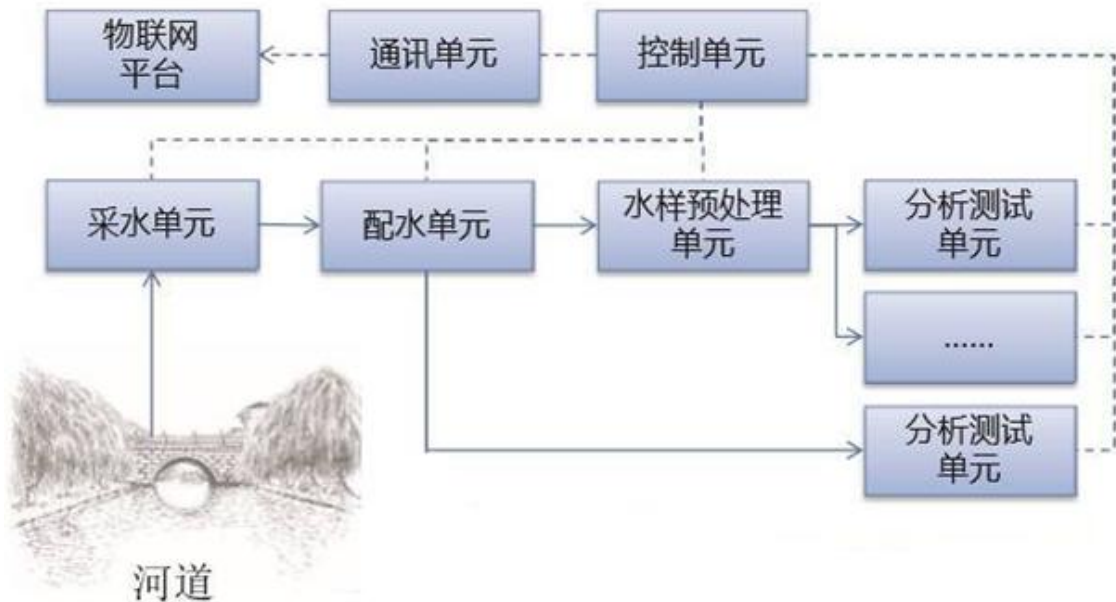 物联网
平台
通讯单元
控制单元
采水单元
配水单元
水样预处理
单元
分析测试
单元
......
分析测试
单元
河道